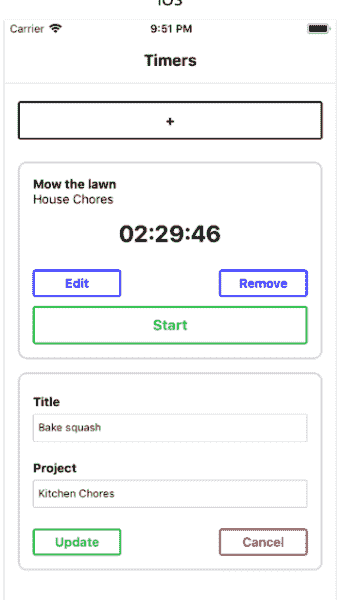 iOS
Carrier 9:51 PM
Timers
+
Mow the lawn
House Chores
02:29:46
Edit Remove
Start
Title
Bake squash
Project
Kitchen Chores
Update Cancel